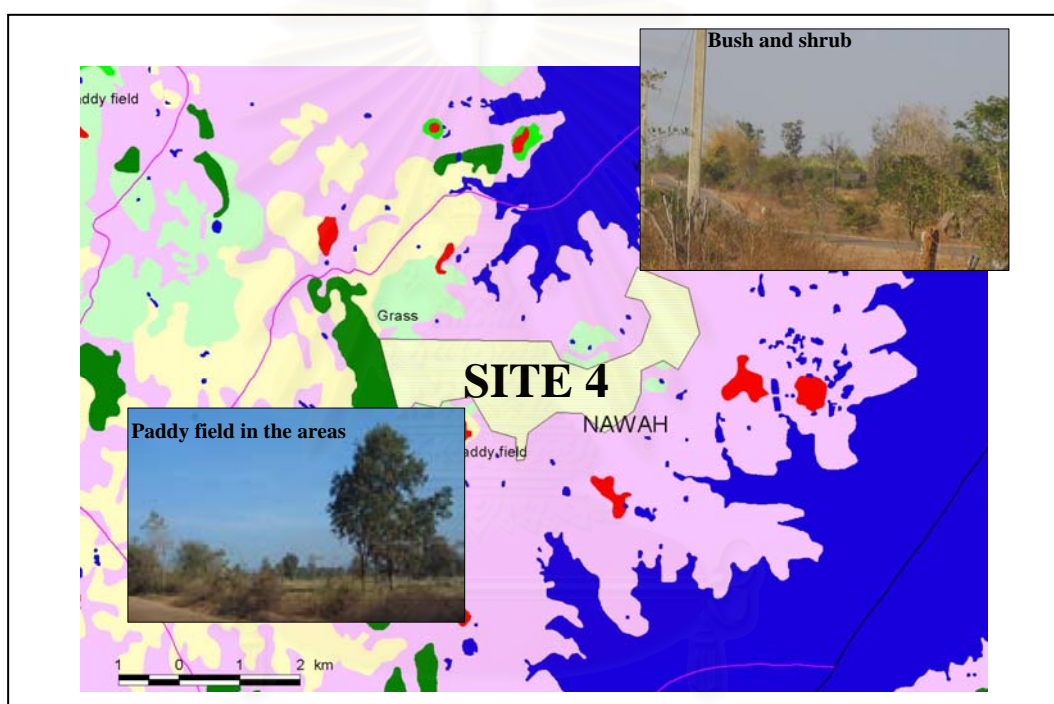 Bush and shrub
addy field
Grass
SITE 4
NAWAH
Paddy field in the areas
addy field
1 0 1 2 km